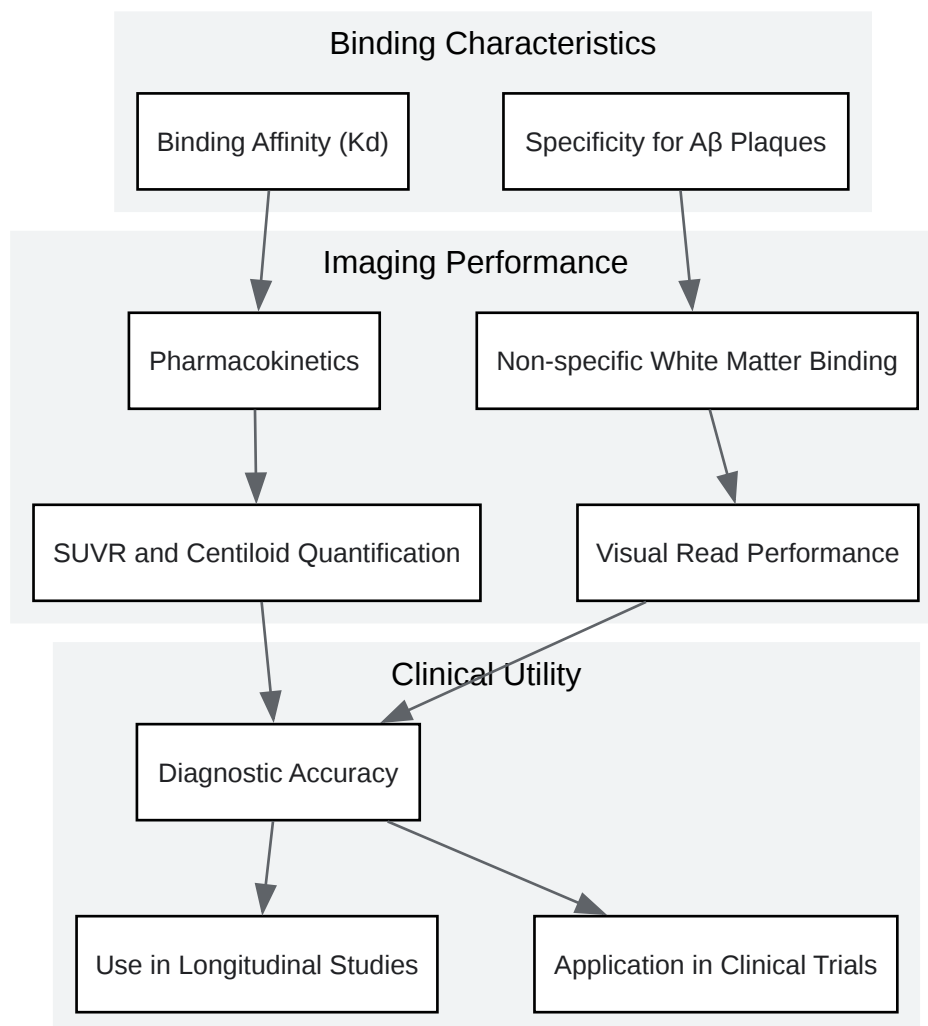 Binding Characteristics
Binding Affinity (Kd)
Specificity for Aβ Plaques
Imaging Performance
Pharmacokinetics
Non-specific White Matter Binding
SUVR and Centiloid Quantification
Visual Read Performance
Clinical Utility
Diagnostic Accuracy
Use in Longitudinal Studies
Application in Clinical Trials